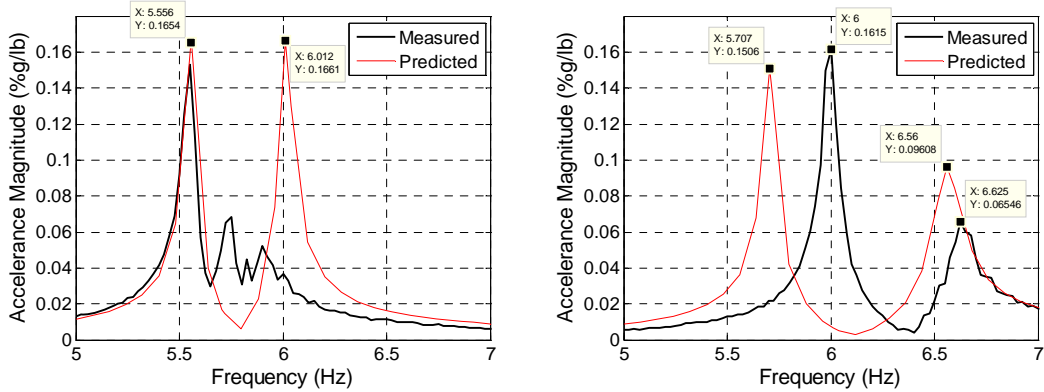 X: 5.556
Y: 0.1654
X: 6.012
Y: 0.1661
Measured
Predicted
0.16
0.14
0.12
0.1
0.08
0.06
0.04
0.02
0
5
5.5
6
6.5
7
Accelerance Magnitude (%g/lb)
Frequency (Hz)
X: 5.707
Y: 0.1506
X: 6
Y: 0.1615
Measured
Predicted
X: 6.56
Y: 0.09608
X: 6.625
Y: 0.06546
0.16
0.14
0.12
0.1
0.08
0.06
0.04
0.02
0
5
5.5
6
6.5
7
Accelerance Magnitude (%g/lb)
Frequency (Hz)